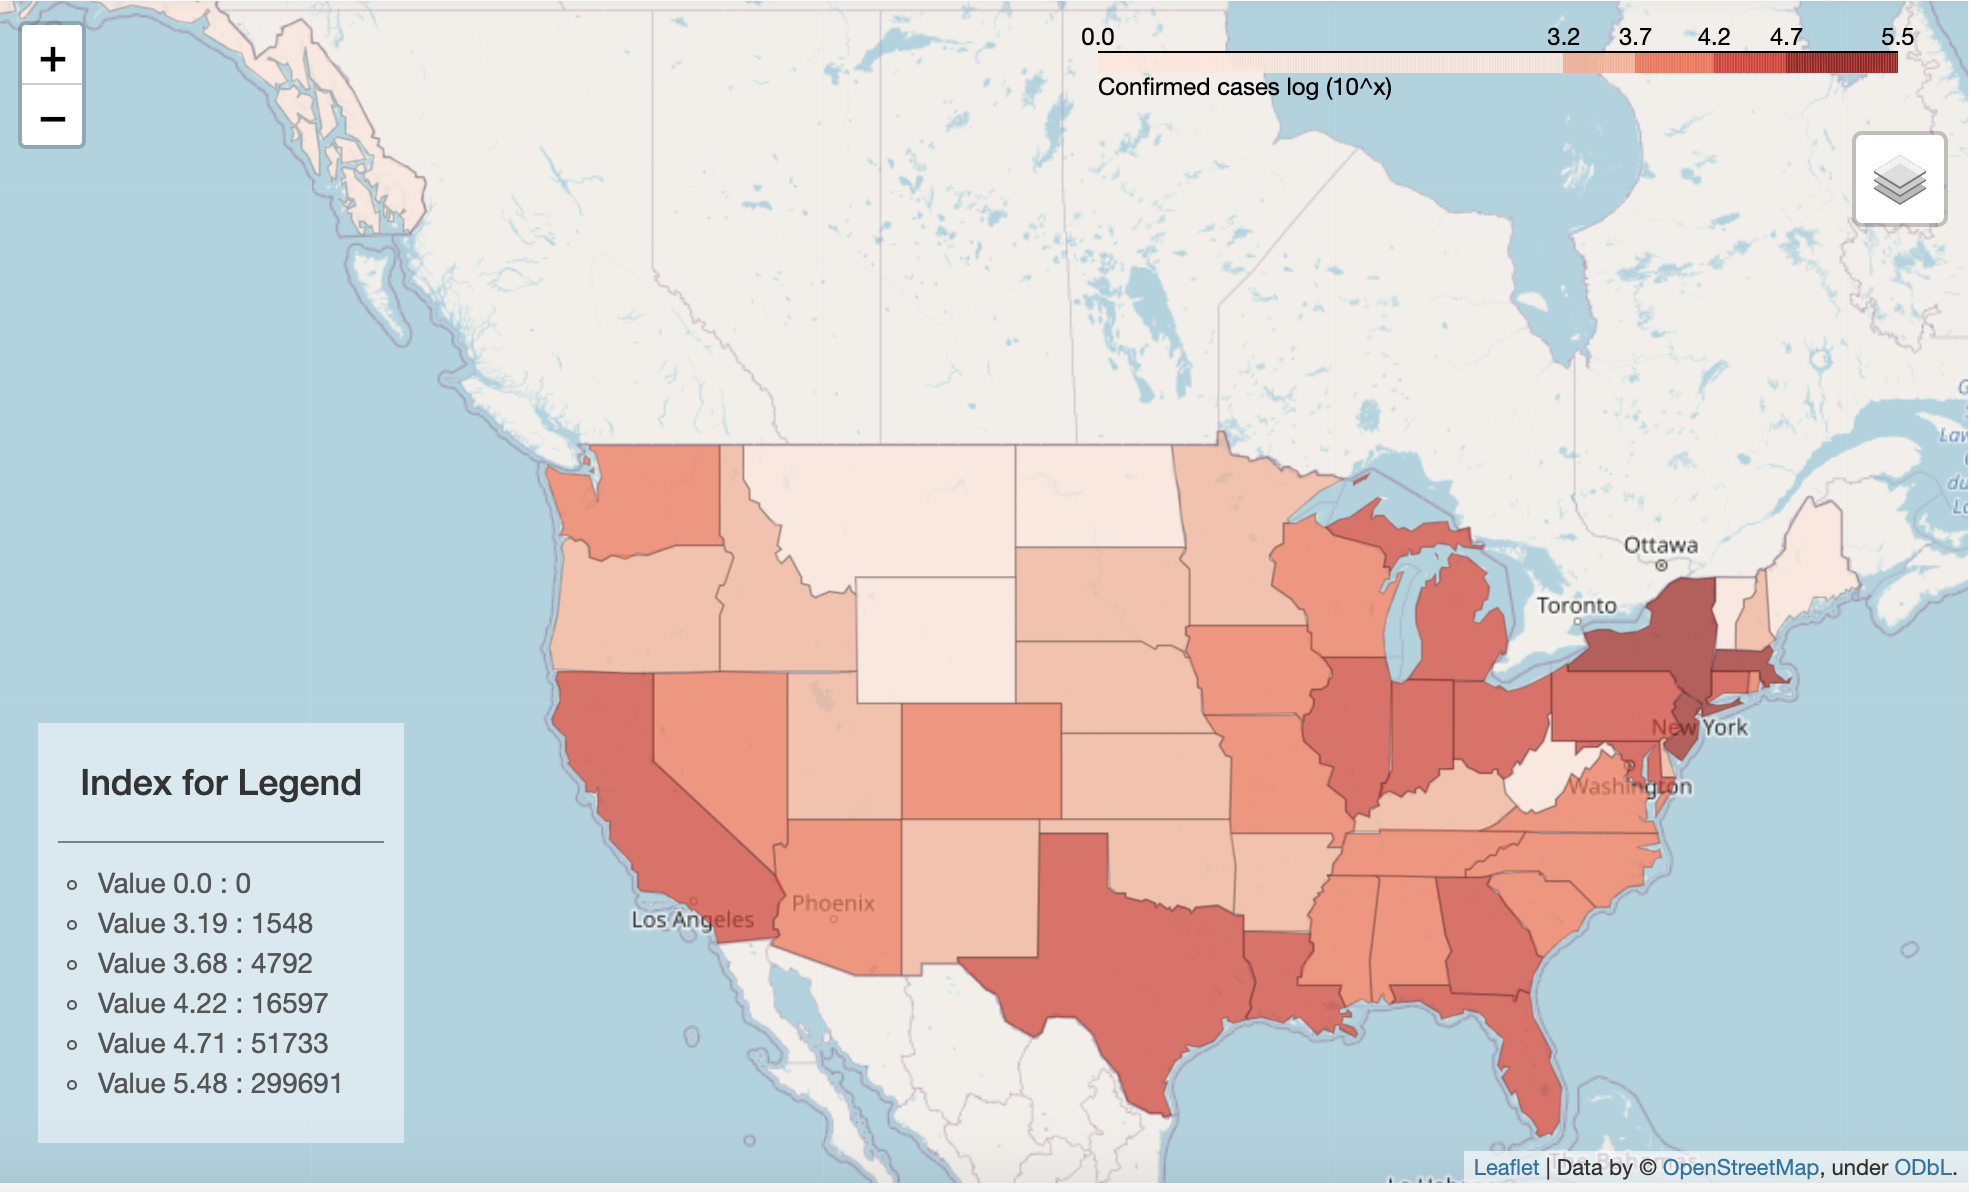 +
−
0.0 3.2 3.7 4.2 4.7 5.5
Confirmed cases log (10^x)
Ottawa
Toronto
New York
Washington
Phoenix
Los Angeles
Index for Legend
Value 0.0 : 0
Value 3.19 : 1548
Value 3.68 : 4792
Value 4.22 : 16597
Value 4.71 : 51733
Value 5.48 : 299691
The Bahamas
Leaflet | Data by © OpenStreetMap, under ODbL.